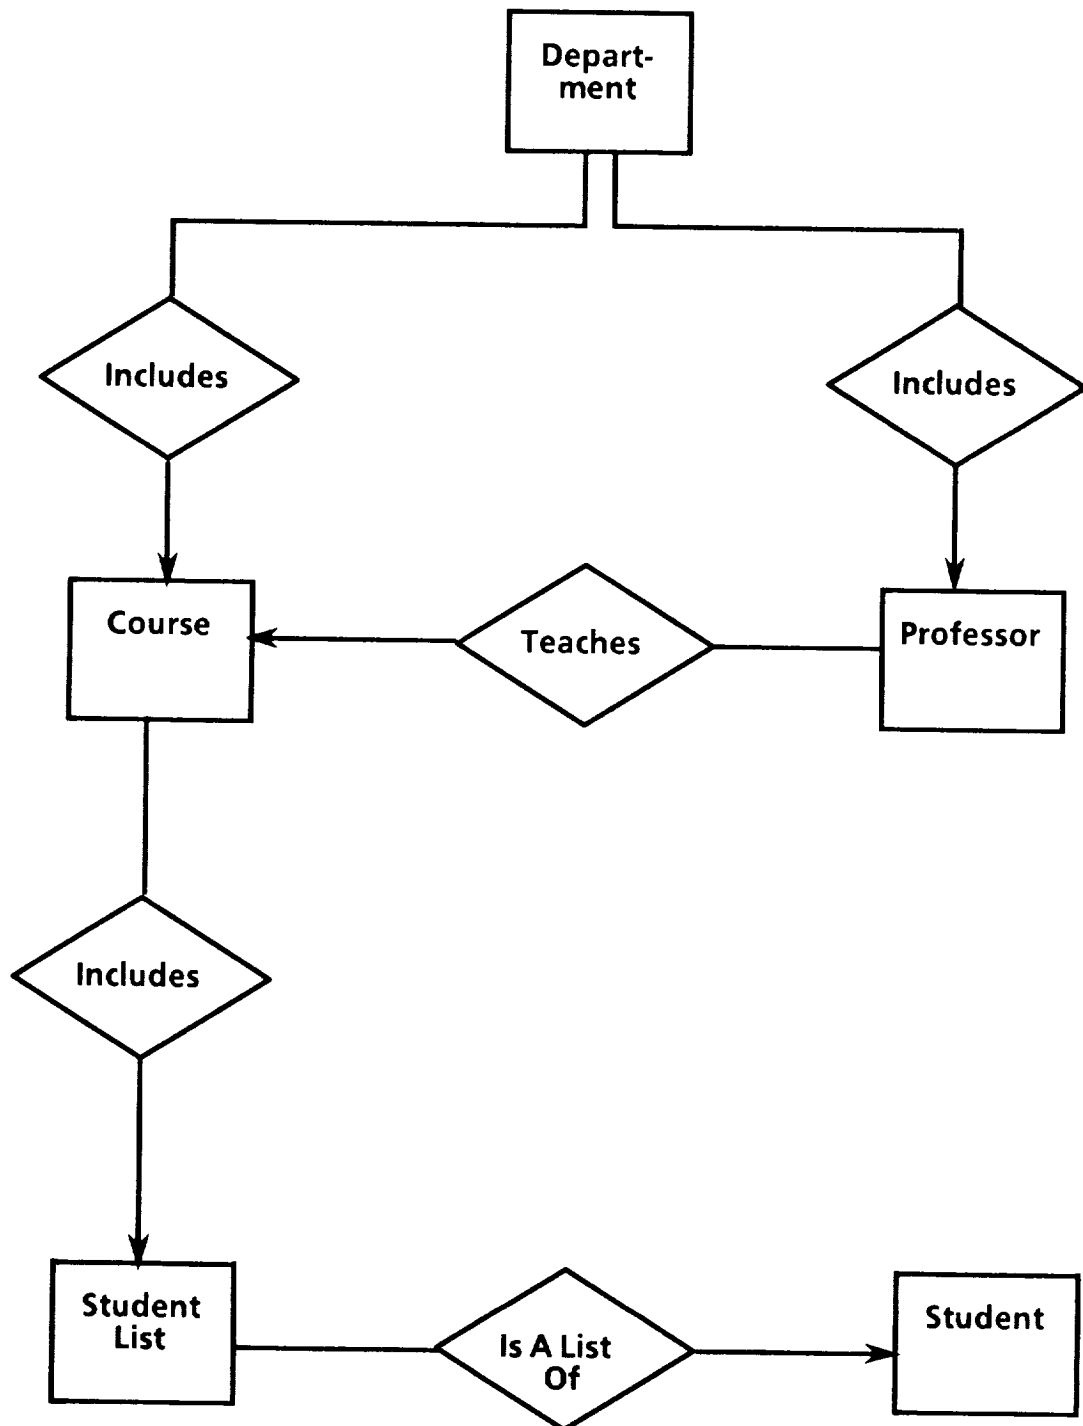 Depart-
ment
Includes
Includes
Course
Teaches
Professor
Includes
Student
List
Is A List
Of
Student